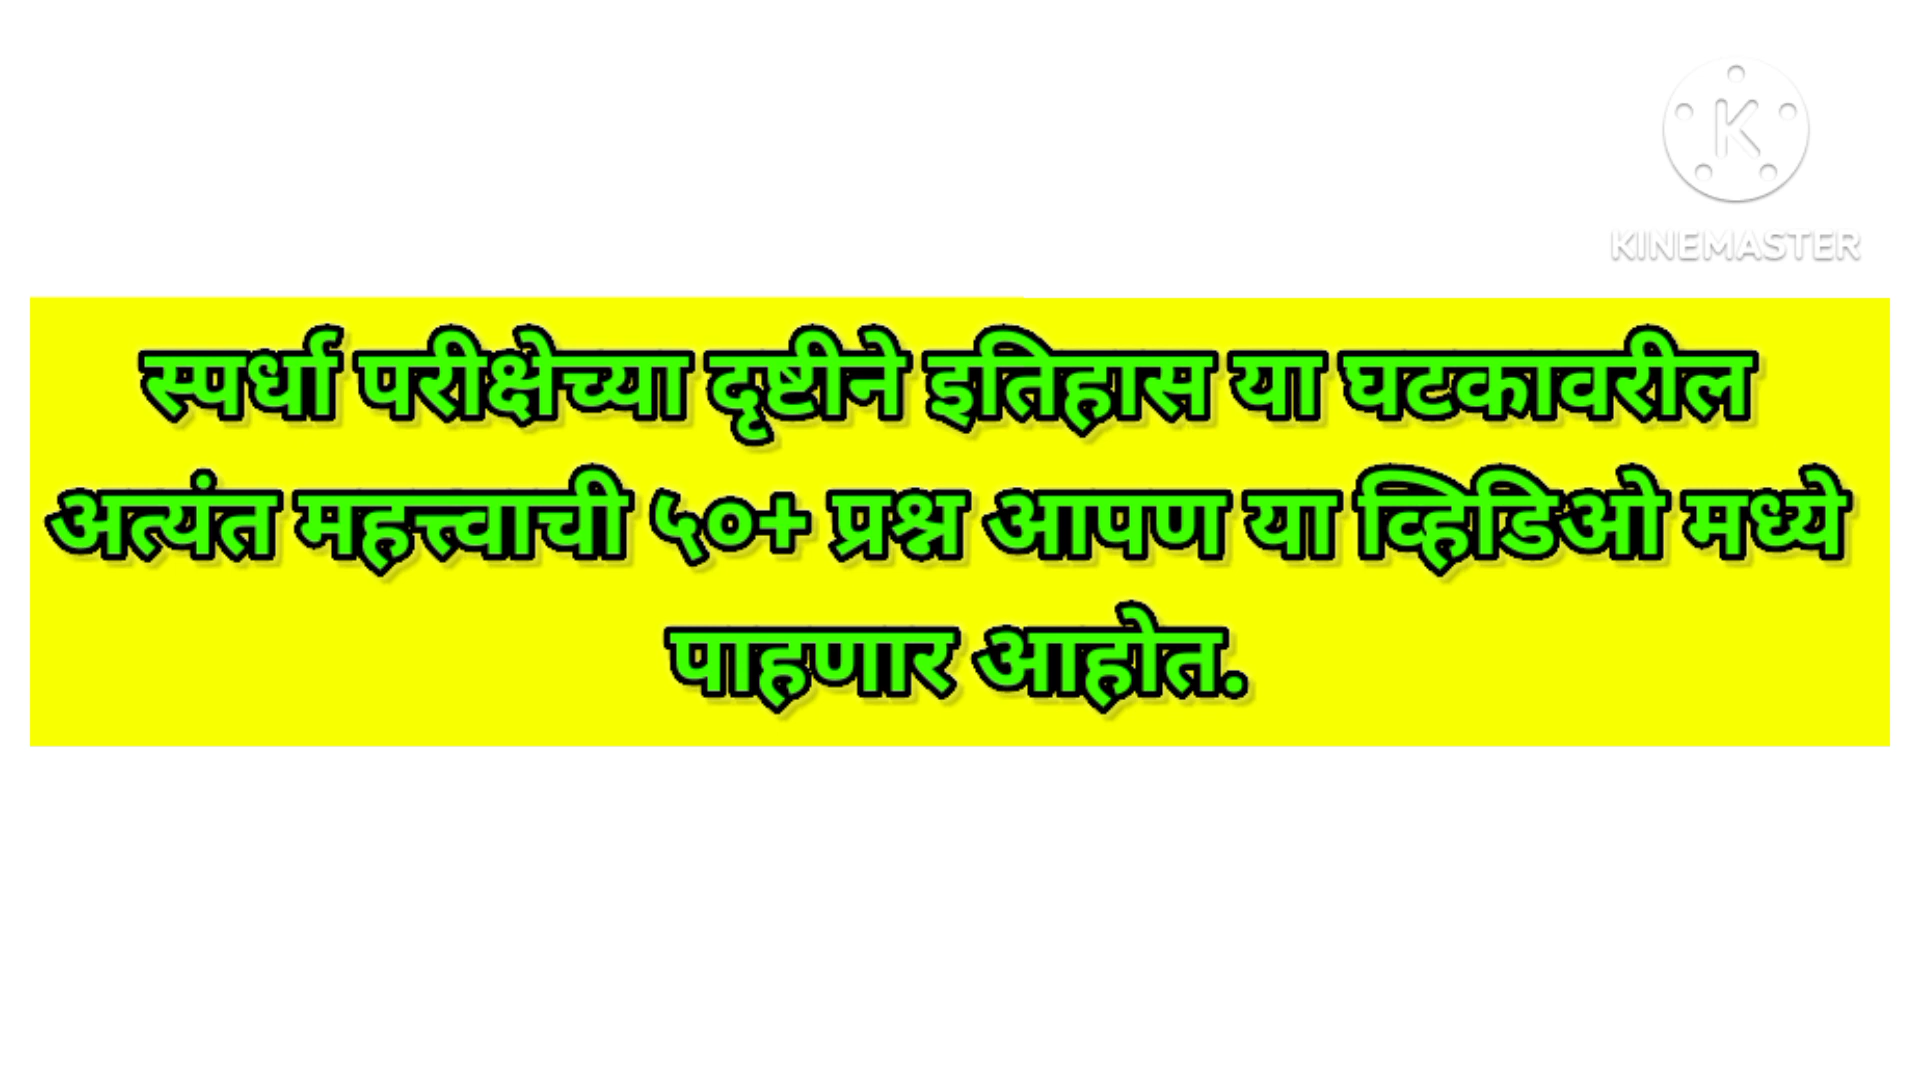 K
KINEMASTER
स्पर्धा परीक्षेच्या दृष्टीने इतिहास या घटकावरील
अत्यंत महत्त्वाची ५०+ प्रश्न आपण या व्हिडिओ मध्ये
पाहणार आहोत.